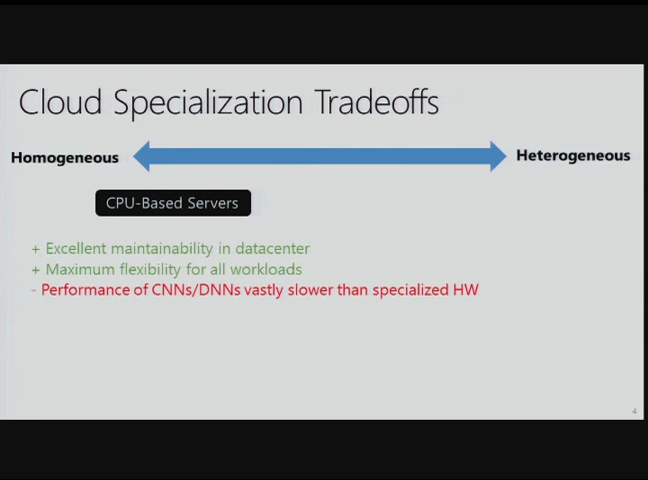 Cloud Specialization Tradeoffs
Homogeneous
Heterogeneous
CPU-Based Servers
+ Excellent maintainability in datacenter
+ Maximum flexibility for all workloads
- Performance of CNNs/DNNs vastly slower than specialized HW
4